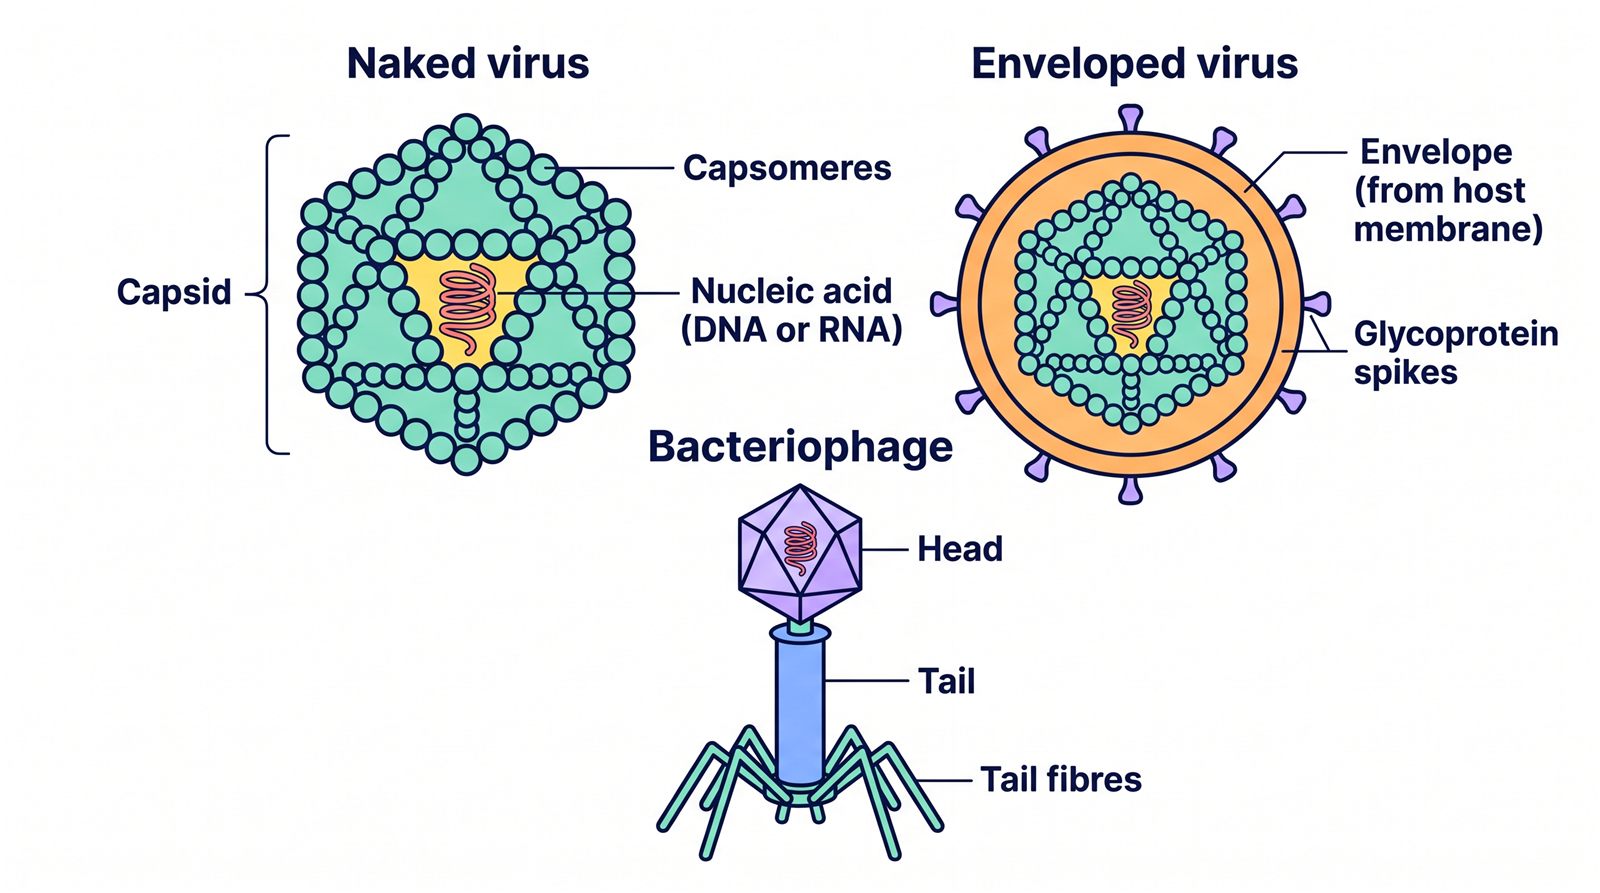 Naked virus
Capsomeres
Capsid
Nucleic acid
(DNA or RNA)
Enveloped virus
Envelope
(from host
membrane)
Glycoprotein
spikes
Bacteriophage
Head
Tail
Tail fibres